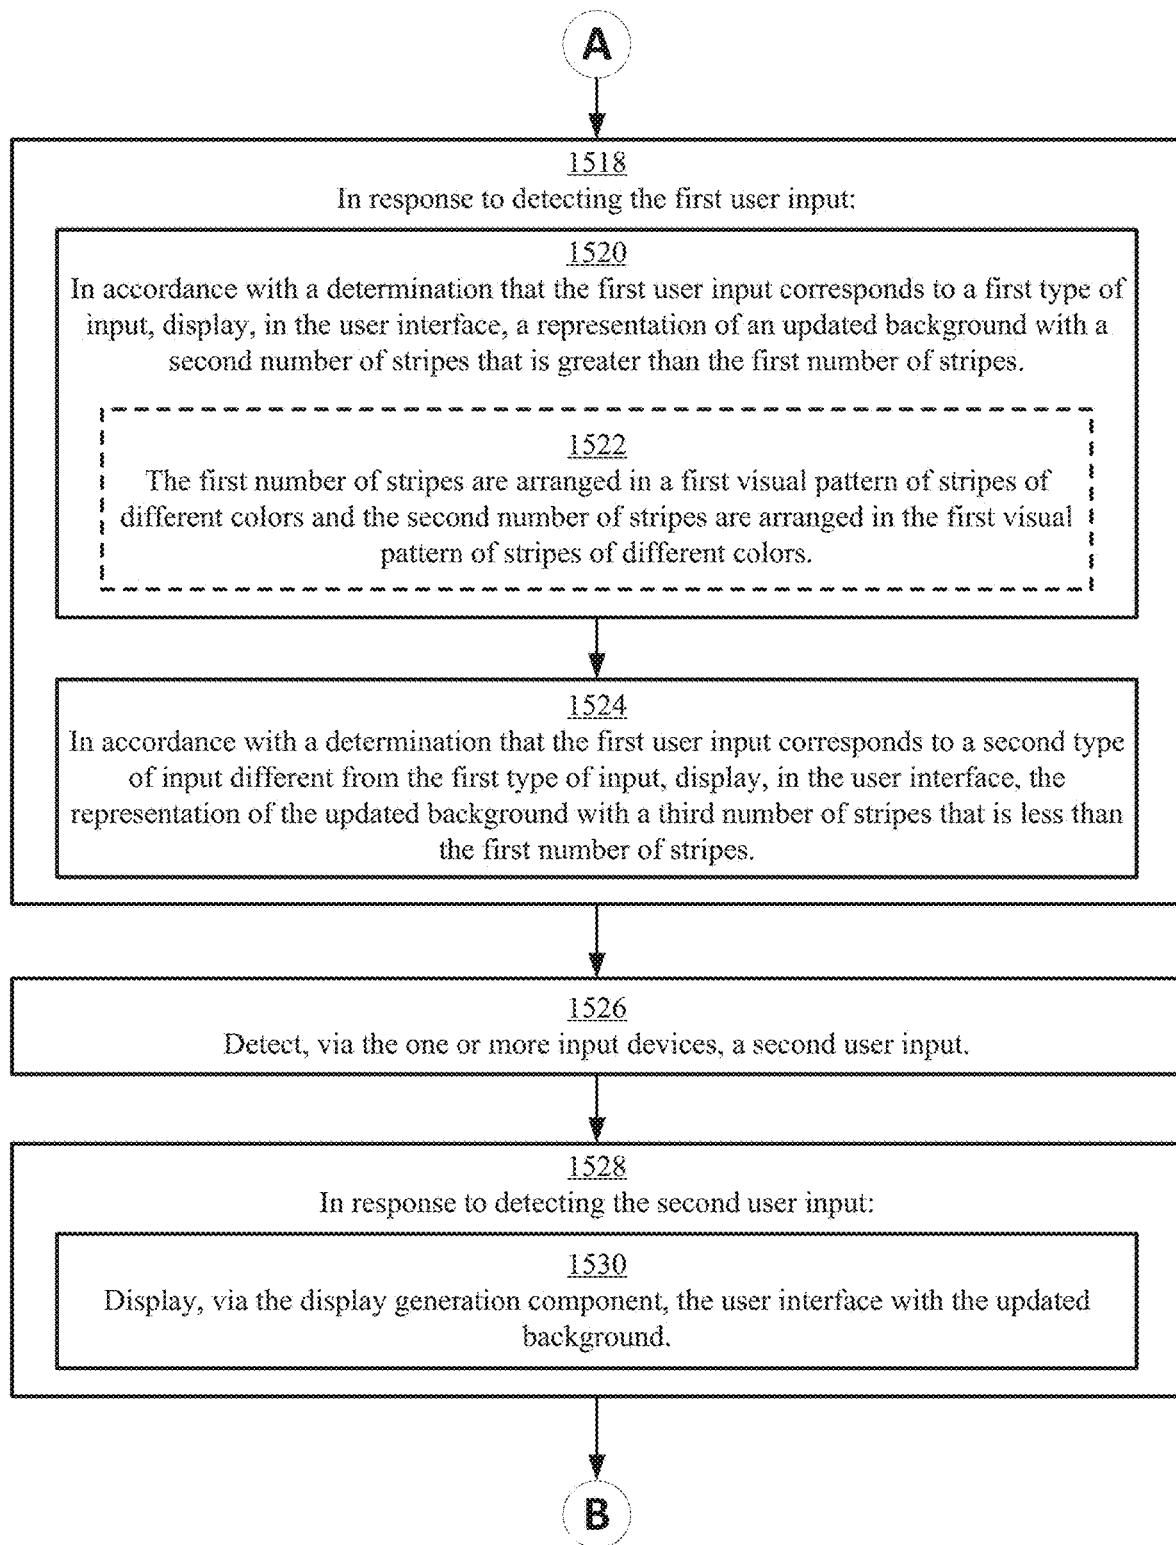 A
1518
In response to detecting the first user input:
1520
In accordance with a determination that the first user input corresponds to a first type of
input, display, in the user interface, a representation of an updated background with a
second number of stripes that is greater than the first number of stripes.
1522
The first number of stripes are arranged in a first visual pattern of stripes of
different colors and the second number of stripes are arranged in the first visual
pattern of stripes of different colors.
1524
In accordance with a determination that the first user input corresponds to a second type
of input different from the first type of input, display, in the user interface, the
representation of the updated background with a third number of stripes that is less than
the first number of stripes.
1526
Detect, via the one or more input devices, a second user input.
1528
In response to detecting the second user input:
1530
Display, via the display generation component, the user interface with the updated
background.
B